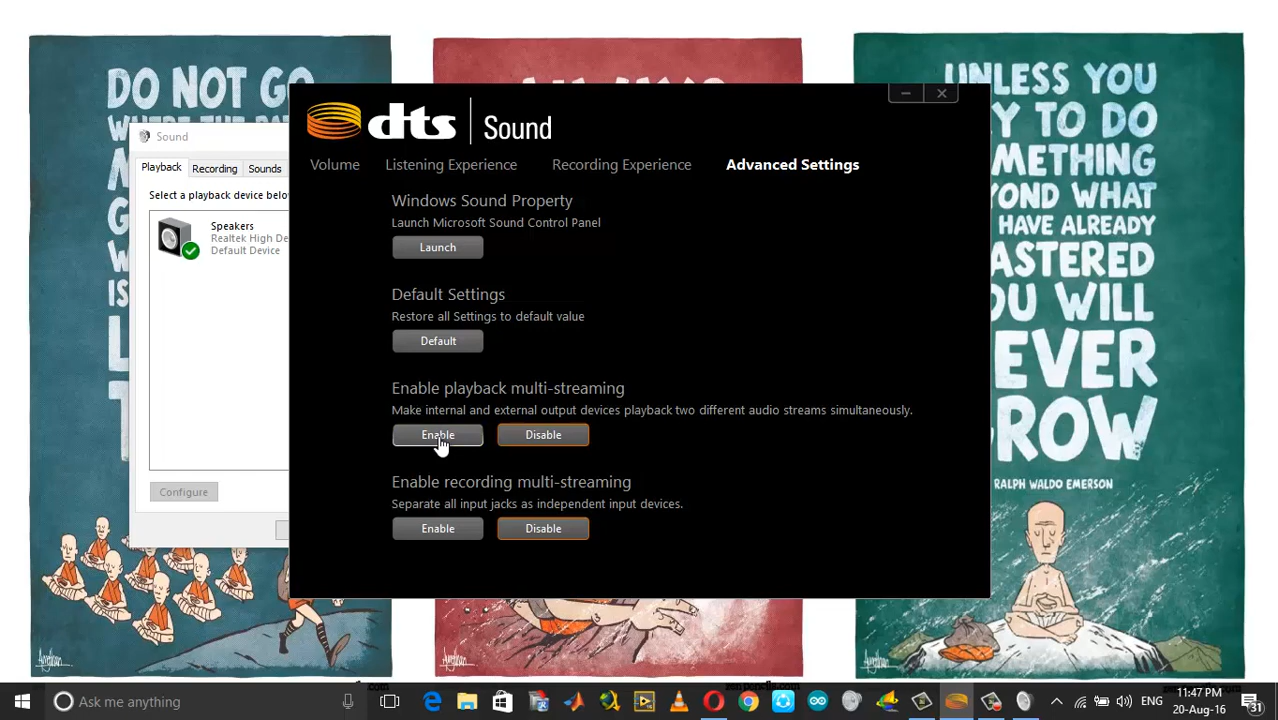 DO NOT GO
UNLESS YOU
Y TO DO
METHING
YOND WHAT
HAVE ALREADY
ASTERED
OU WILL
EVER
ROW
RALPH WALDO EMERSON
Sound
Playback
Recording
Sounds
Select a playback device belo
Speakers
Realtek High De
Default Device
Configure
dts
Sound
Volume
Listening Experience
Recording Experience
Advanced Settings
Windows Sound Property
Launch Microsoft Sound Control Panel
Launch
Default Settings
Restore all Settings to default value
Default
Enable playback multi-streaming
Make internal and external output devices playback two different audio streams simultaneously.
Enable
Disable
Enable recording multi-streaming
Separate all input jacks as independent input devices.
Enable
Disable
Ask me anything
ENG
11:47 PM
20-Aug-16
31